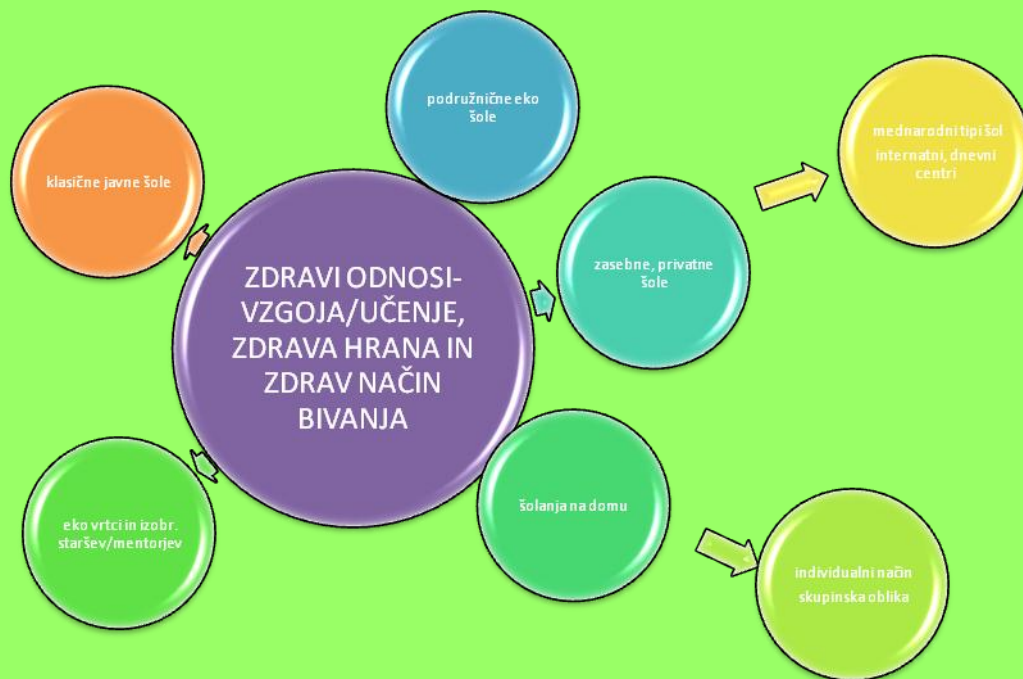 podružnične eko
šole
mednarodni tipi šol
internatni, dnevni
centri
klasične javne šole
zasebne, privatne
šole
ZDRAVI ODNOSI-
VZGOJA/UČENJE,
ZDRAVA HRANA IN
ZDRAV NAČIN
BIVANJA
šolanja na domu
eko vrtci in izobr.
staršev/mentorjev
individualni način
skupinska oblika